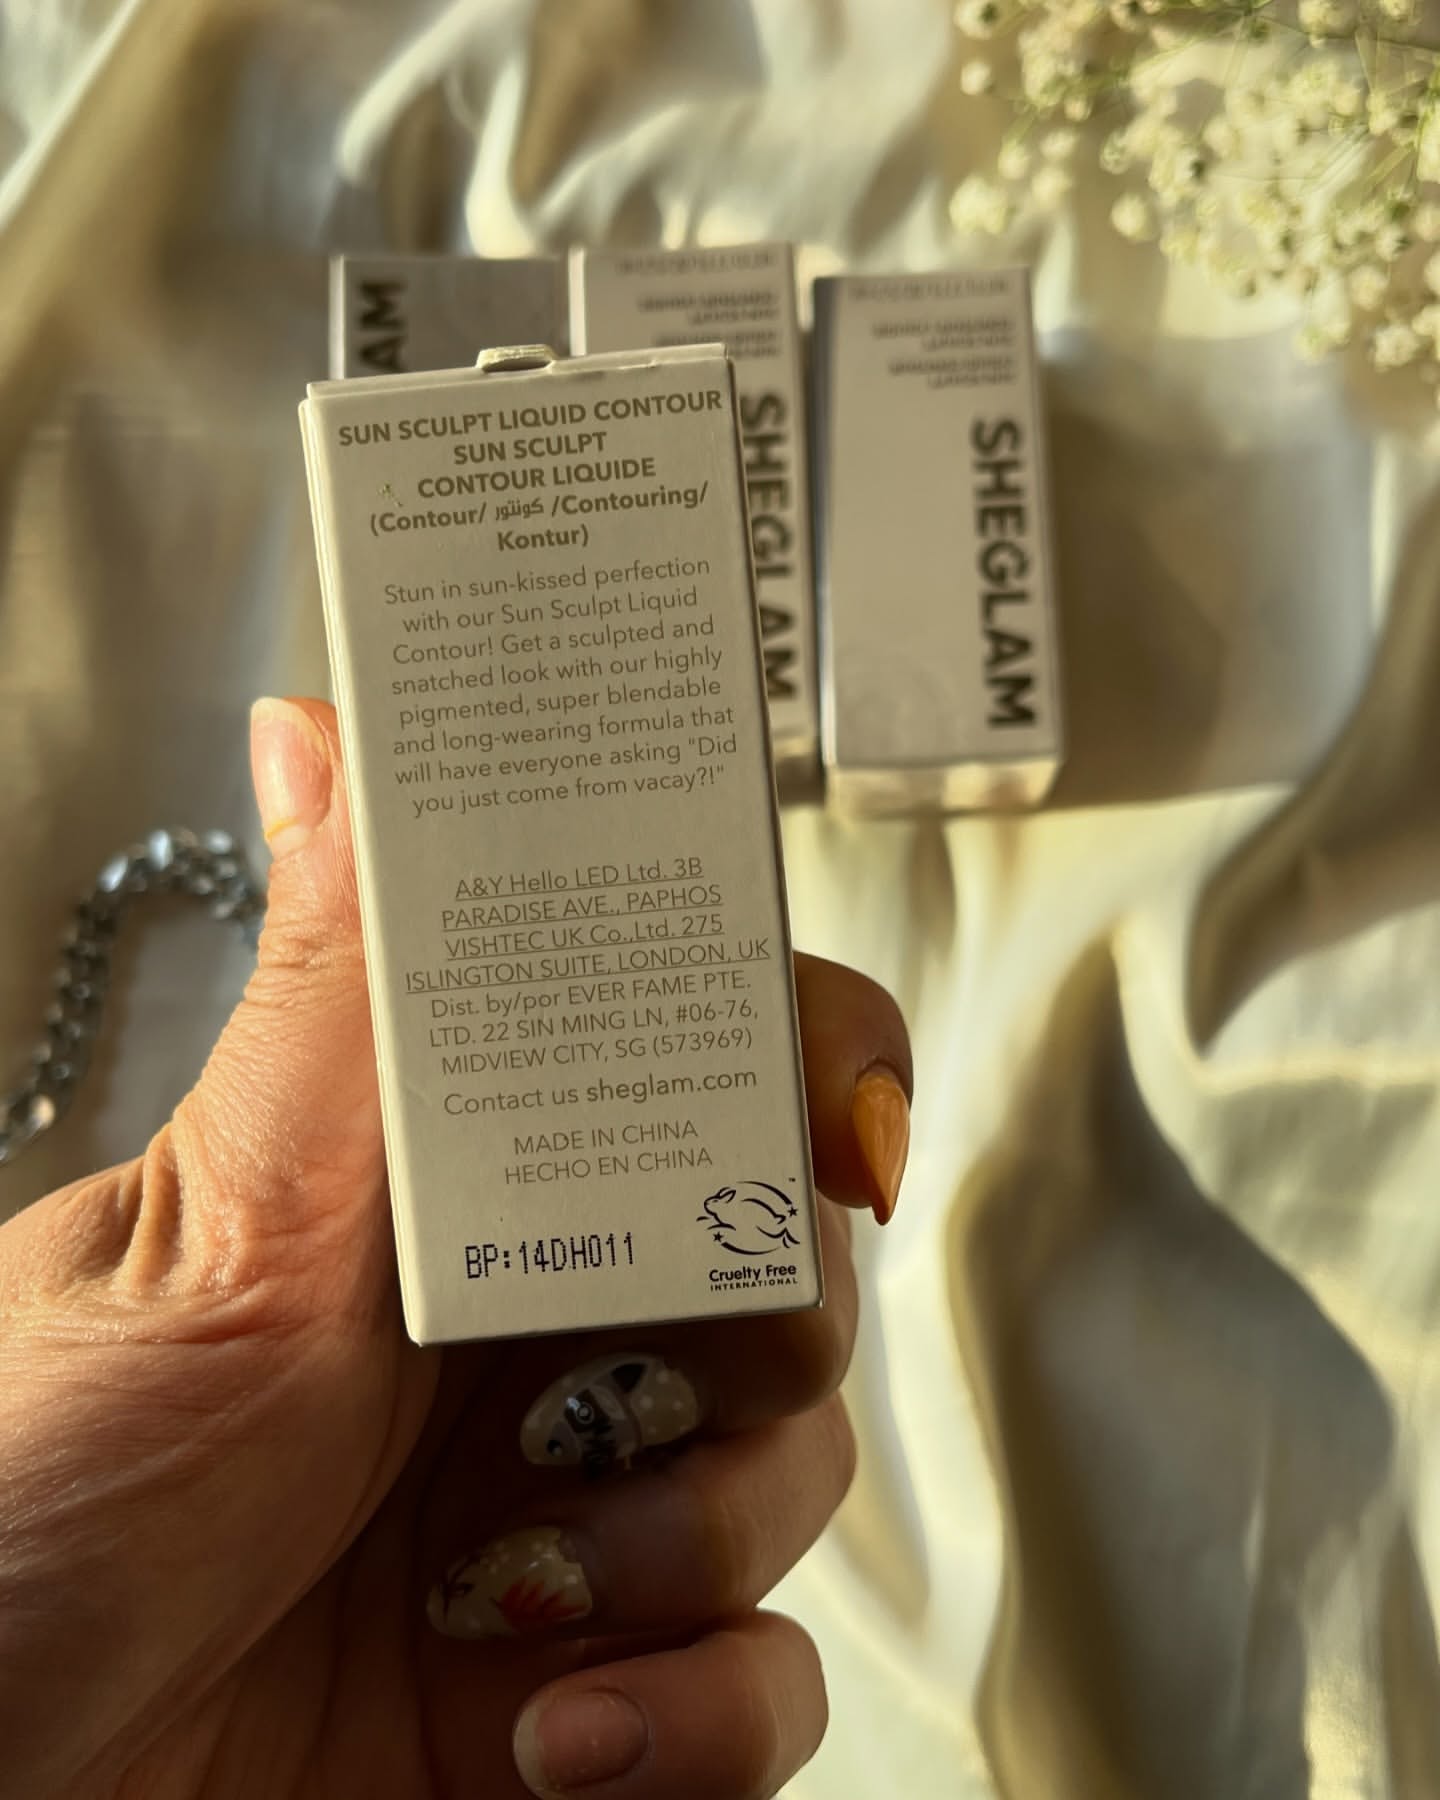 SUN SCULPT LIQUID CONTOUR
SUN SCULPT
CONTOUR LIQUIDE
(Contour/ كونتور /Contouring/
Kontur)
Stun in sun-kissed perfection
with our Sun Sculpt Liquid
Contour! Get a sculpted and
snatched look with our highly
pigmented, super blendable
and long-wearing formula that
will have everyone asking "Did
you just come from vacay?!"
A&Y Hello LED Ltd. 3B
PARADISE AVE., PAPHOS
VISHTEC UK Co.,Ltd. 275
ISLINGTON SUITE, LONDON, UK
Dist. by/por EVER FAME PTE.
LTD. 22 SIN MING LN, #06-76,
MIDVIEW CITY, SG (573969)
Contact us sheglam.com
MADE IN CHINA
HECHO EN CHINA
BP:14DH011
Cruelty Free
INTERNATIONAL
AM
SHEGLAM
SHEGLAM